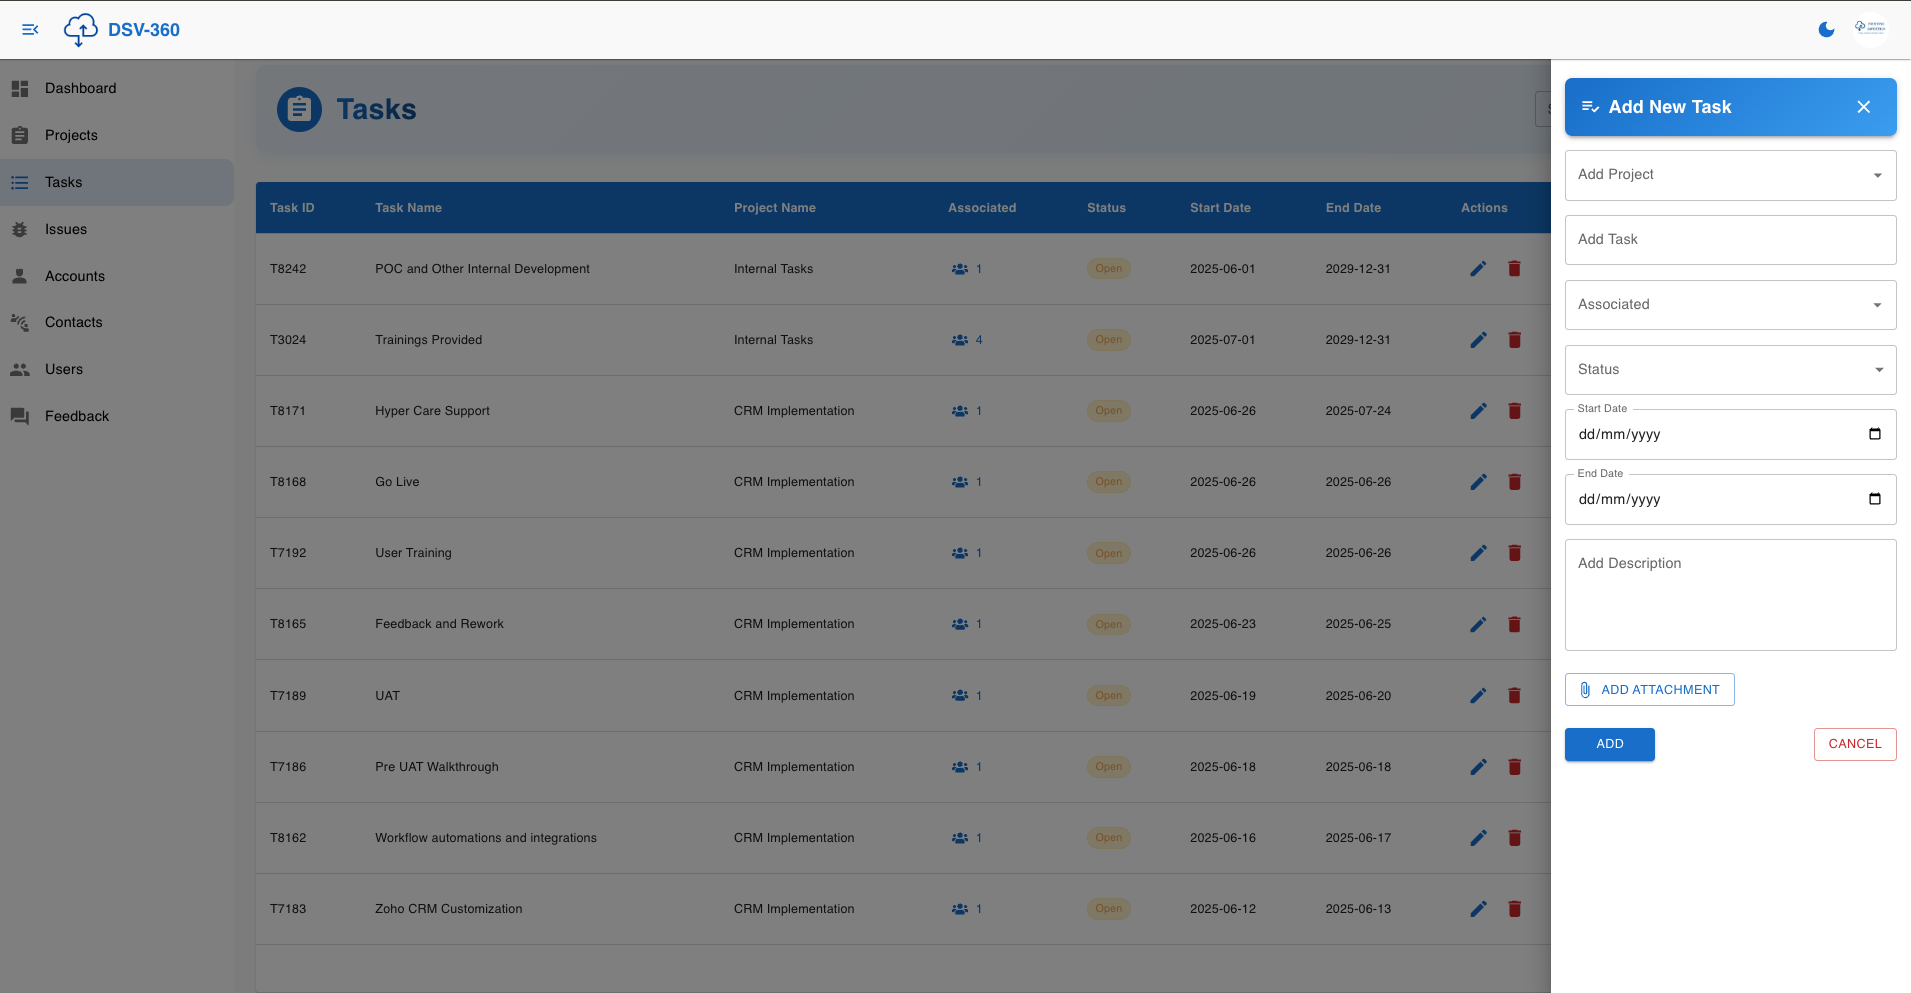 DSV-360
Dashboard
Projects
Tasks
Issues
Accounts
Contacts
Users
Feedback
Tasks
Task ID Task Name Project Name Associated Status Start Date End Date Actions
T8242 POC and Other Internal Development Internal Tasks 1 Open 2025-06-01 2029-12-31
T3024 Trainings Provided Internal Tasks 4 Open 2025-07-01 2029-12-31
T8171 Hyper Care Support CRM Implementation 1 Open 2025-06-26 2025-07-24
T8168 Go Live CRM Implementation 1 Open 2025-06-26 2025-06-26
T7192 User Training CRM Implementation 1 Open 2025-06-26 2025-06-26
T8165 Feedback and Rework CRM Implementation 1 Open 2025-06-23 2025-06-25
T7189 UAT CRM Implementation 1 Open 2025-06-19 2025-06-20
T7186 Pre UAT Walkthrough CRM Implementation 1 Open 2025-06-18 2025-06-18
T8162 Workflow automations and integrations CRM Implementation 1 Open 2025-06-16 2025-06-17
T7183 Zoho CRM Customization CRM Implementation 1 Open 2025-06-12 2025-06-13
Add New Task
Add Project
Add Task
Associated
Status
Start Date
dd/mm/yyyy
End Date
dd/mm/yyyy
Add Description
ADD ATTACHMENT
ADD CANCEL